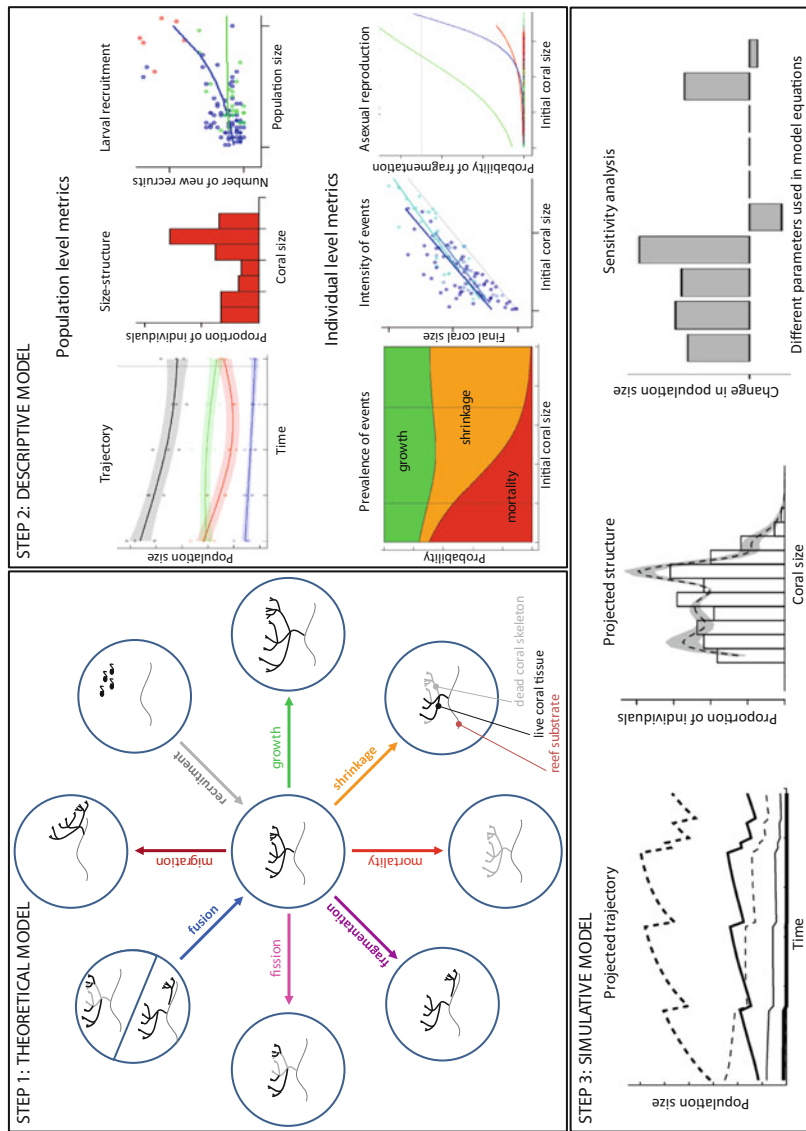 STEP 1: THEORETICAL MODEL
fusion
migration
recruitment
fission
growth
fragmentation
mortality
shrinkage
dead coral skeleton
live coral tissue
reef substrate
STEP 2: DESCRIPTIVE MODEL
Population level metrics
Trajectory
Population size
Time
Size-structure
Proportion of individuals
Coral size
Larval recruitment
Number of new recruits
Population size
Individual level metrics
Prevalence of events
Probability
growth
shrinkage
mortality
Initial coral size
Intensity of events
Final coral size
Initial coral size
Asexual reproduction
Probability of fragmentation
Initial coral size
STEP 3: SIMULATIVE MODEL
Projected trajectory
Population size
Time
Projected structure
Proportion of individuals
Coral size
Sensitivity analysis
Change in population size
Different parameters used in model equations